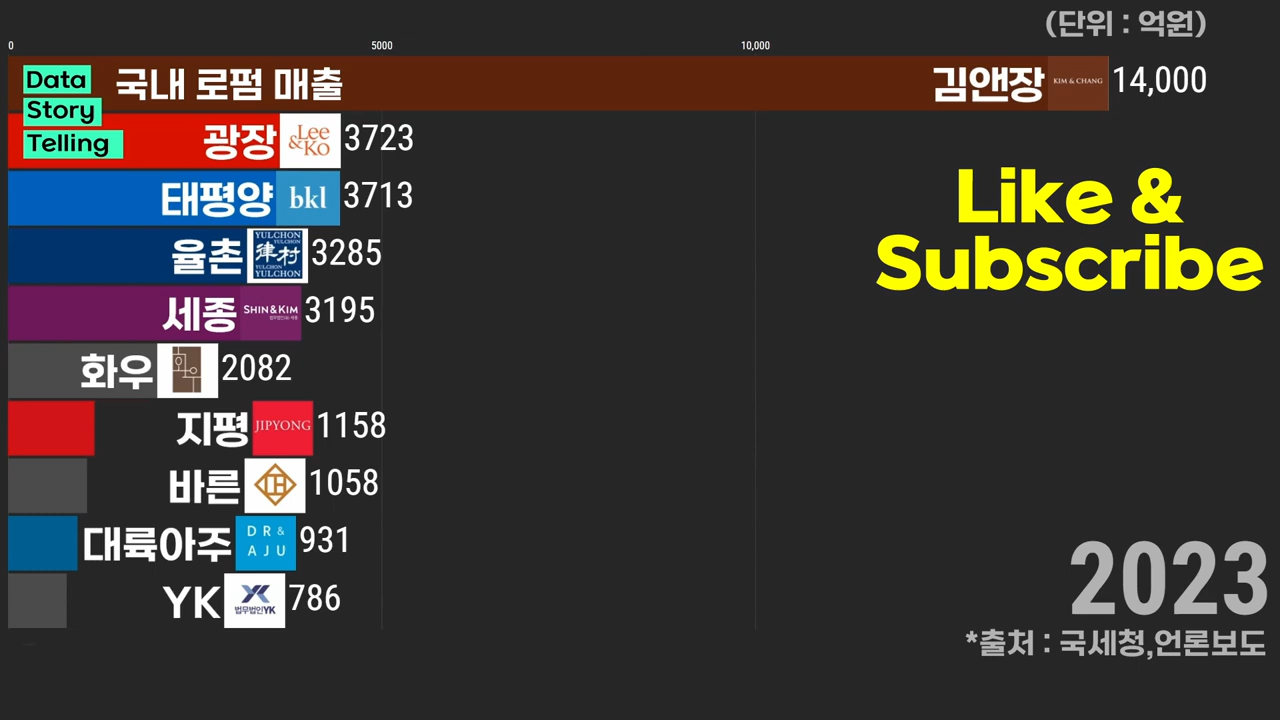 (단위 : 억원)
0 5000 10,000
Data
Story
Telling
국내 로펌 매출
김앤장 KIM & CHANG 14,000
광장 Lee &Ko 3723
태평양 bkl 3713
율촌 YULCHON YULCHON 律村 YULCHON YULCHON 3285
세종 SHIN&KIM 3195
화우 화우 2082
지평 JIPYONG 1158
바른 1058
대륙아주 DR& AJU 931
YK 법무법인YK 786
Like &
Subscribe
2023
*출처 : 국세청,언론보도